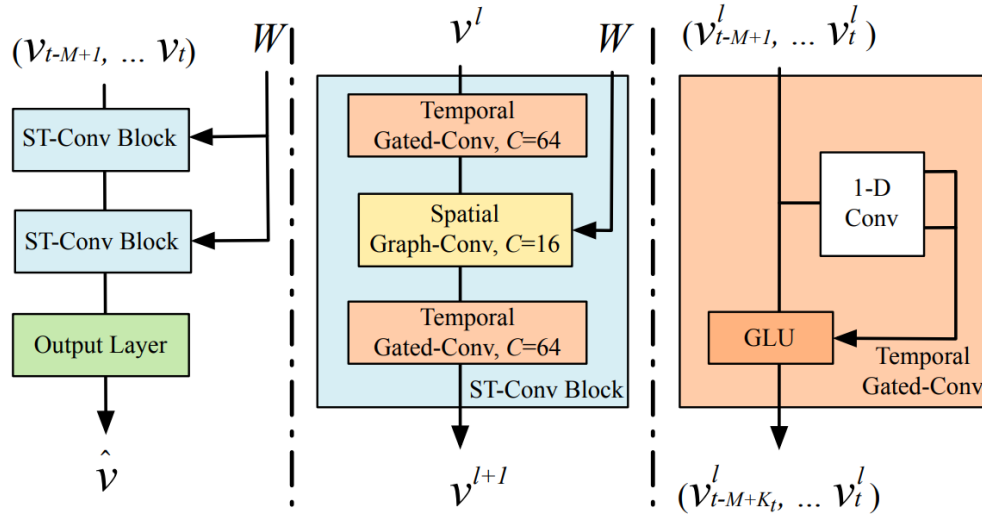 (v_{t-M+1}, ... v_t)
W
ST-Conv Block
ST-Conv Block
Output Layer
v̂
v^l
W
Temporal
Gated-Conv, C=64
Spatial
Graph-Conv, C=16
Temporal
Gated-Conv, C=64
ST-Conv Block
v^{l+1}
(v^l_{t-M+1}, ... v^l_t)
1-D
Conv
GLU
Temporal
Gated-Conv
(v^l_{t-M+K_t}, ... v^l_t)